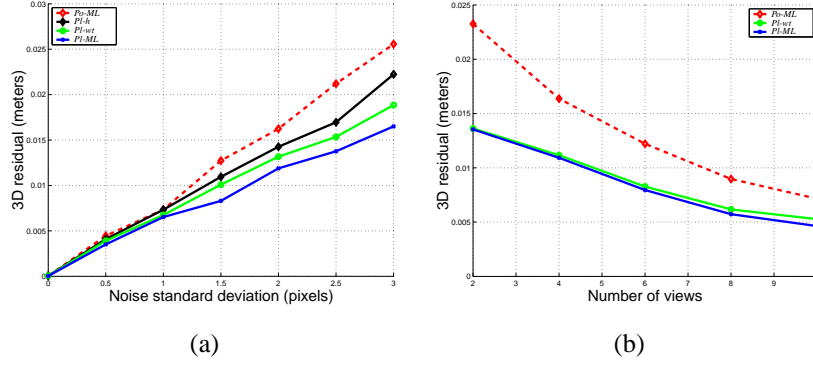 0.03
0.025
0.02
0.015
0.01
0.005
0
3D residual (meters)
Po-ML
Pl-h
Pl-wt
Pl-ML
0 0.5 1 1.5 2 2.5 3
Noise standard deviation (pixels)
(a)
0.025
0.02
0.015
0.01
0.005
0
3D residual (meters)
Po-ML
Pl-wt
Pl-ML
2 3 4 5 6 7 8 9
Number of views
(b)